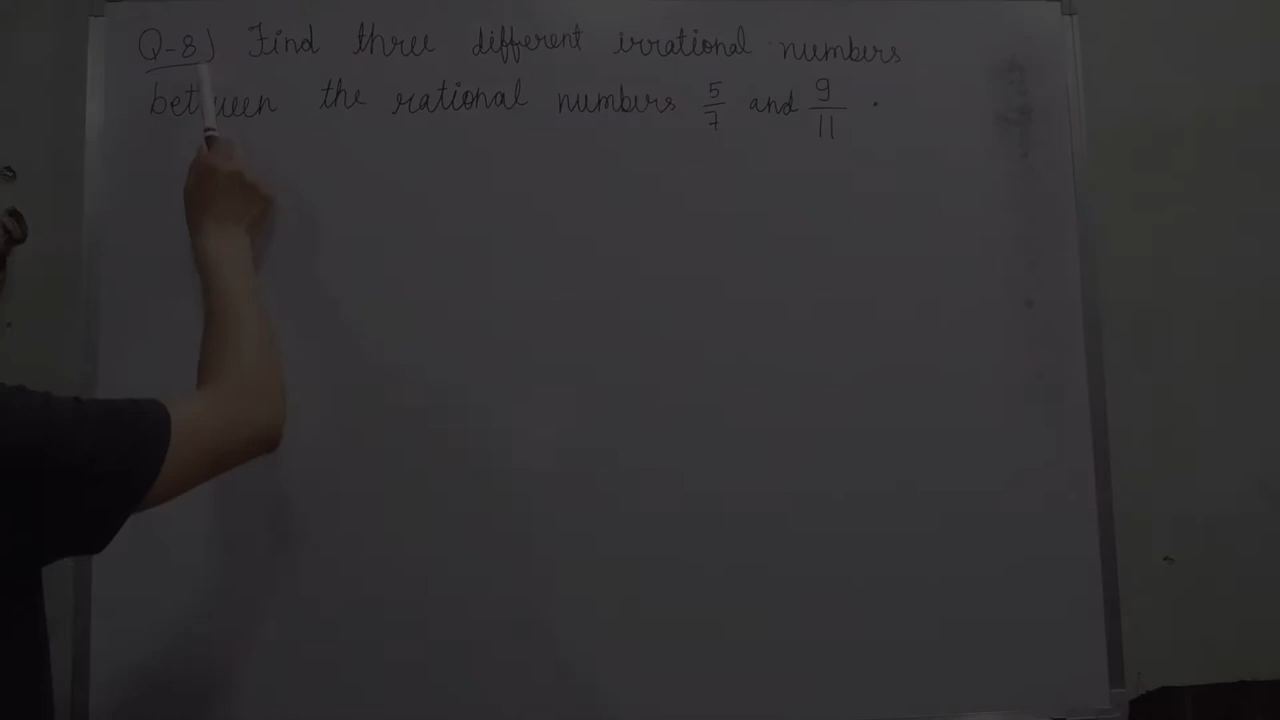 Q-8) Find three different irrational numbers
between the rational numbers 5/7 and 9/11 .